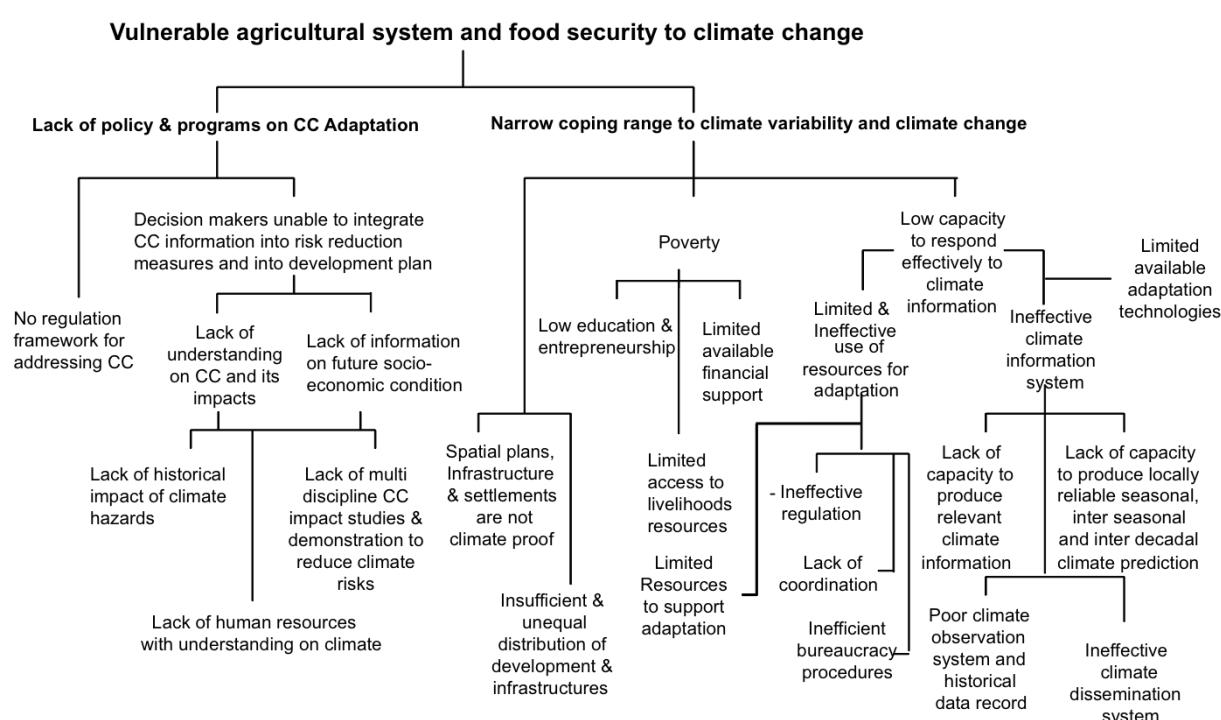 Vulnerable agricultural system and food security to climate change
Lack of policy & programs on CC Adaptation
Narrow coping range to climate variability and climate change
Decision makers unable to integrate
CC information into risk reduction
measures and into development plan
No regulation
framework for
addressing CC
Lack of
understanding
on CC and its
impacts
Lack of information
on future socio-
economic condition
Lack of historical
impact of climate
hazards
Lack of multi
discipline CC
impact studies &
demonstration to
reduce climate
risks
Lack of human resources
with understanding on climate
Poverty
Low education &
entrepreneurship
Limited
available
financial
support
Limited
access to
livelihoods
resources
Spatial plans,
Infrastructure
& settlements
are not
climate proof
Insufficient &
unequal
distribution of
development &
infrastructures
Low capacity
to respond
effectively to
climate
information
Limited &
Ineffective
use of
resources for
adaptation
Limited
Resources
to support
adaptation
- Ineffective
regulation
Lack of
coordination
Inefficient
bureaucracy
procedures
Limited
available
adaptation
technologies
Ineffective
climate
information
system
Lack of
capacity to
produce
relevant
climate
information
Lack of capacity
to produce locally
reliable seasonal,
inter seasonal
and inter decadal
climate prediction
Poor climate
observation
system and
historical
data record
Ineffective
climate
dissemination
system